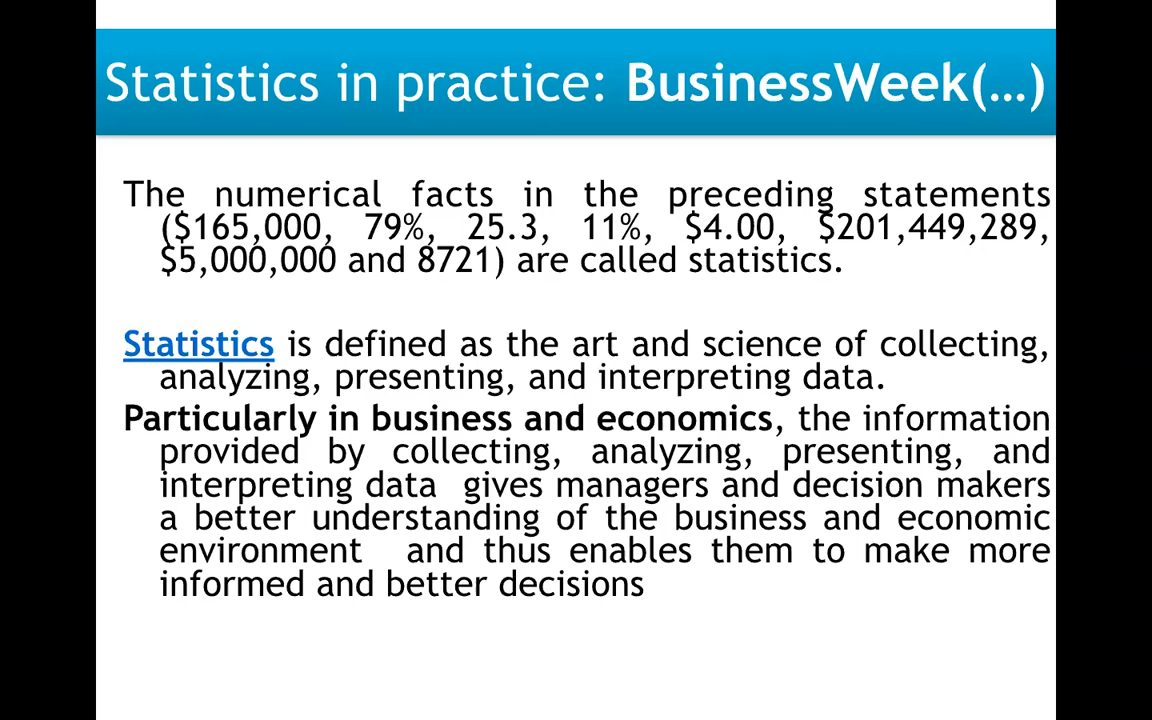 Statistics in practice: BusinessWeek(…)
The numerical facts in the preceding statements
($165,000, 79%, 25.3, 11%, $4.00, $201,449,289,
$5,000,000 and 8721) are called statistics.
Statistics is defined as the art and science of collecting,
analyzing, presenting, and interpreting data.
Particularly in business and economics, the information
provided by collecting, analyzing, presenting, and
interpreting data gives managers and decision makers
a better understanding of the business and economic
environment and thus enables them to make more
informed and better decisions